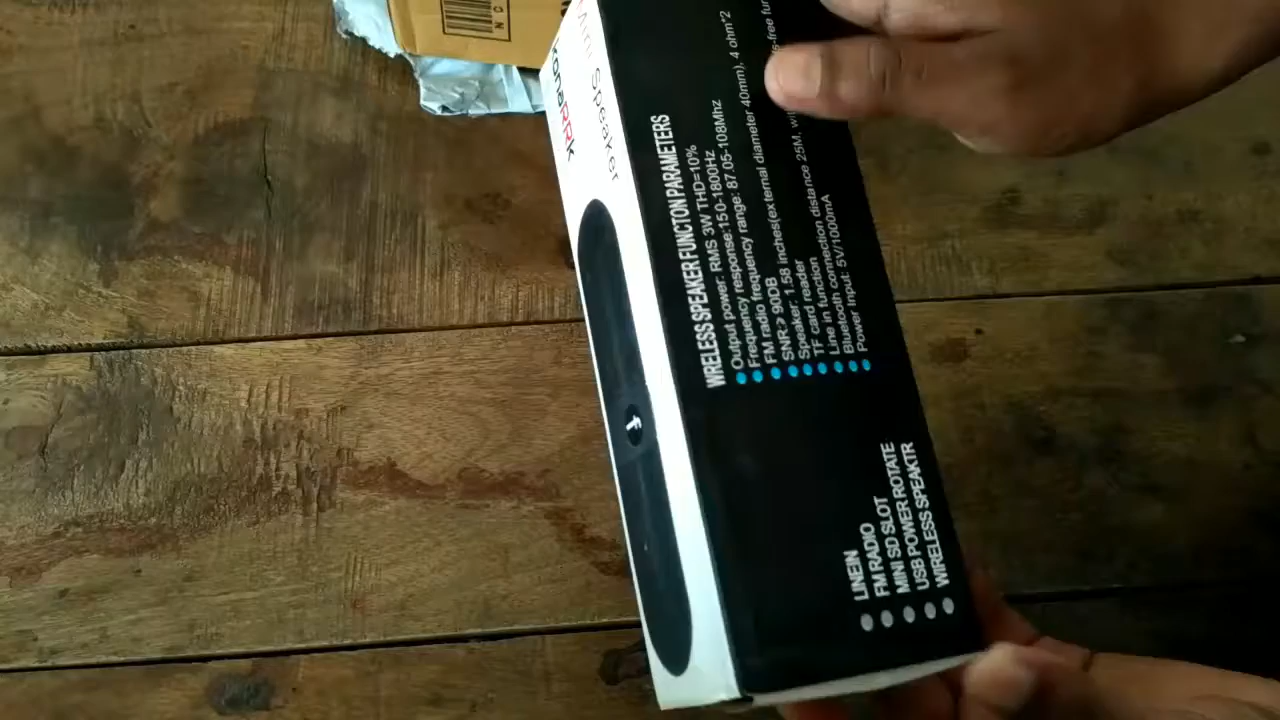 N C
Mini Speaker
konaRRk
WRELESS SPEAKER FUNCTON PARAMETERS
Output power: RMS 3W THD=10%
Frequency response:150-1800Hz
FM radio frequency range: 87.05-108Mhz
SNR> 90DB
Speaker: 1.58 inches(external diameter 40mm), 4 ohm*2
TF card reader
Line in function
Bluetooth connection distance 25M,
Power Input: 5V/1000mA
LINEIN
FM RADIO
MINI SD SLOT
USB POWER ROTATE
WIRELESS SPEAKTR